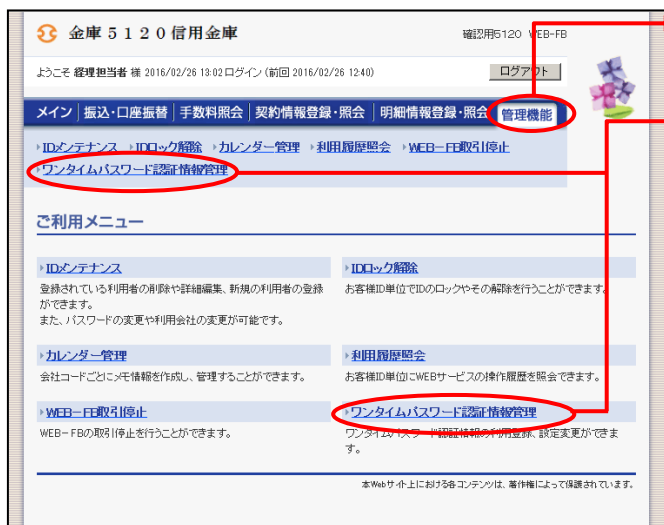 金庫５１２０信用金庫
確認用5120 WEB-FB
ようこそ 経理担当者 様 2016/02/26 13:02 ログイン (前回 2016/02/26 12:40)
ログアウト
メイン 振込・口座振替 手数料照会 契約情報登録・照会 明細情報登録・照会 管理機能
IDメンテナンス IDロック解除 カレンダー管理 利用履歴照会 WEB－FB取引停止
ワンタイムパスワード認証情報管理
ご利用メニュー
IDメンテナンス
登録されている利用者の削除や詳細編集、新規の利用者の登録
ができます。
また、パスワードの変更や利用会社の変更が可能です。
IDロック解除
お客様ID単位でIDのロックやその解除を行うことができます。
カレンダー管理
会社コードごとにメモ情報を作成し、管理することができます。
利用履歴照会
お客様ID単位にWEBサービスの操作履歴を照会できます。
WEB－FB取引停止
WEB－FBの取引停止を行うことができます。
ワンタイムパスワード認証情報管理
ワンタイムパスワード認証情報の利用登録、設定変更ができま
す。
本Webサイト上における各コンテンツは、著作権によって保護されています。